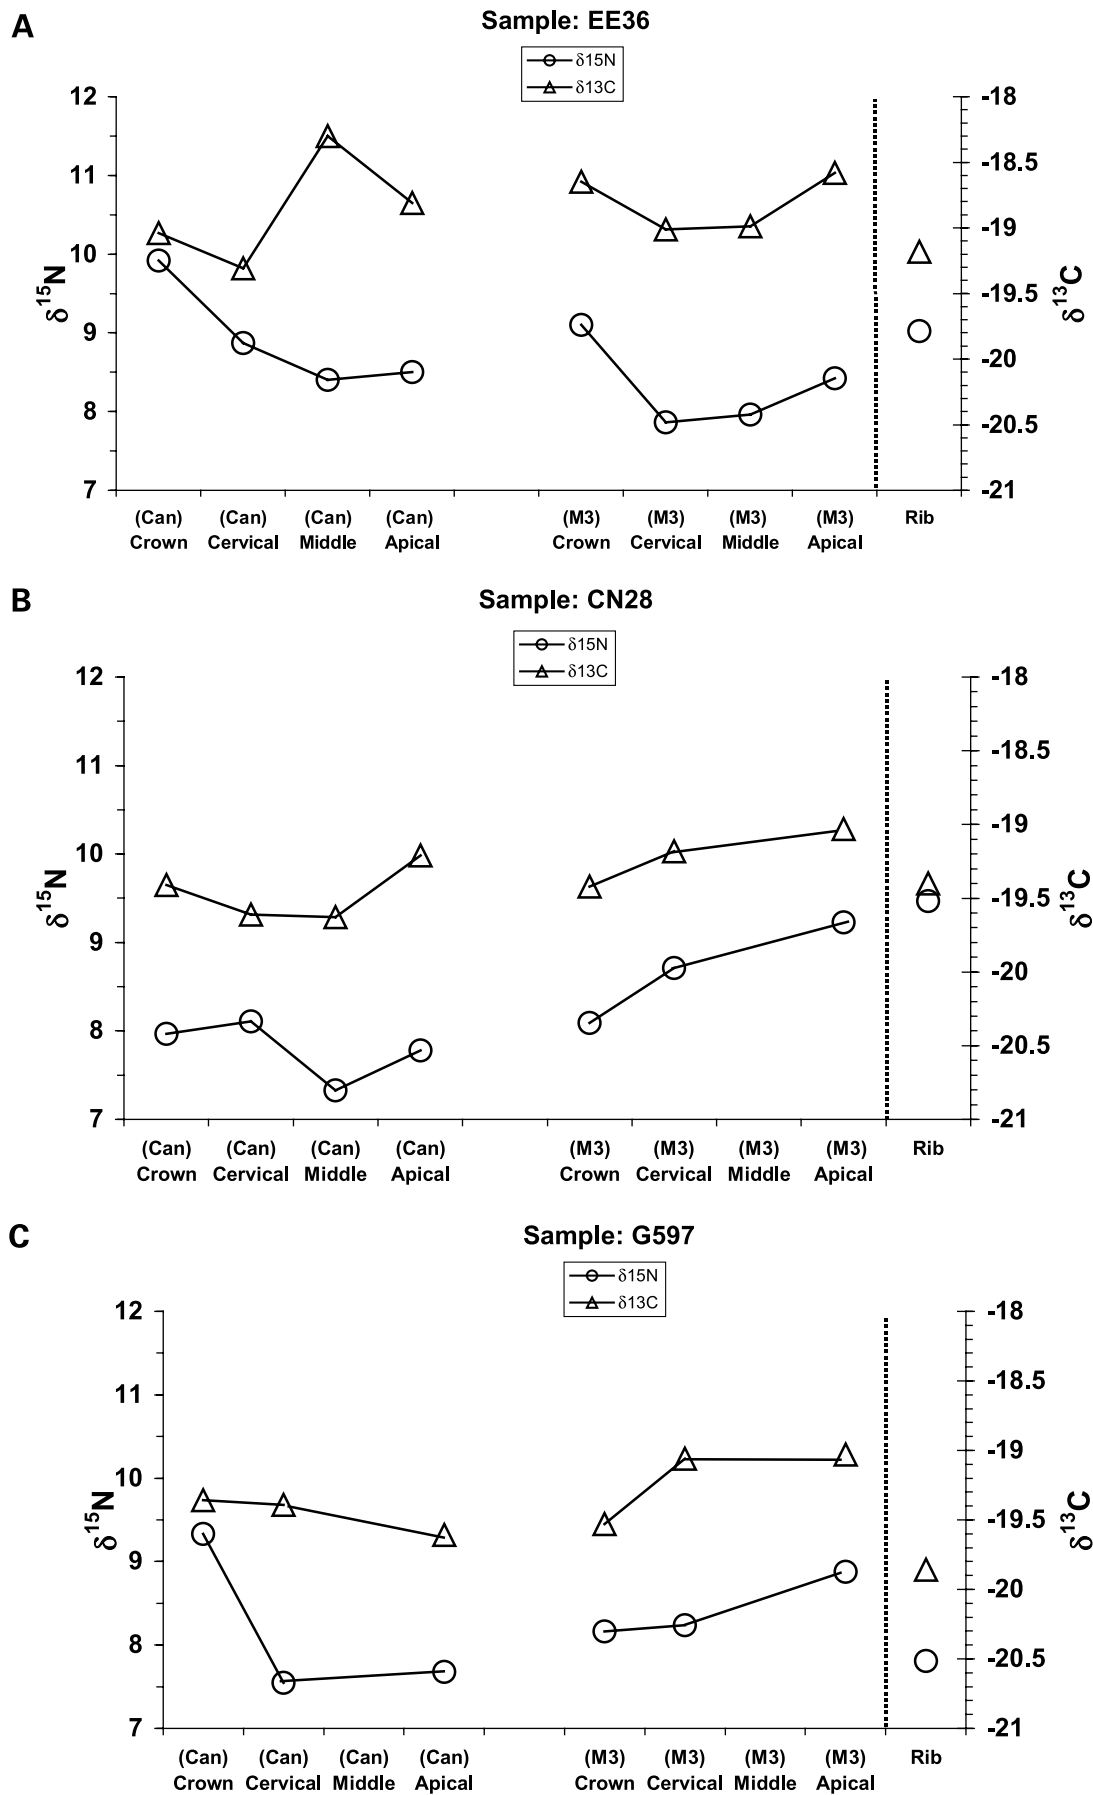 A
Sample: EE36
δ15N
δ13C
12
11
10
9
8
7
δ15N
-18
-18.5
-19
-19.5
-20
-20.5
-21
δ13C
(Can) (Can) (Can) (Can) (M3) (M3) (M3) (M3) Rib
Crown Cervical Middle Apical Crown Cervical Middle Apical
B
Sample: CN28
δ15N
δ13C
12
11
10
9
8
7
δ15N
-18
-18.5
-19
-19.5
-20
-20.5
-21
δ13C
(Can) (Can) (Can) (Can) (M3) (M3) (M3) (M3) Rib
Crown Cervical Middle Apical Crown Cervical Middle Apical
C
Sample: G597
δ15N
δ13C
12
11
10
9
8
7
δ15N
-18
-18.5
-19
-19.5
-20
-20.5
-21
δ13C
(Can) (Can) (Can) (Can) (M3) (M3) (M3) (M3) Rib
Crown Cervical Middle Apical Crown Cervical Middle Apical